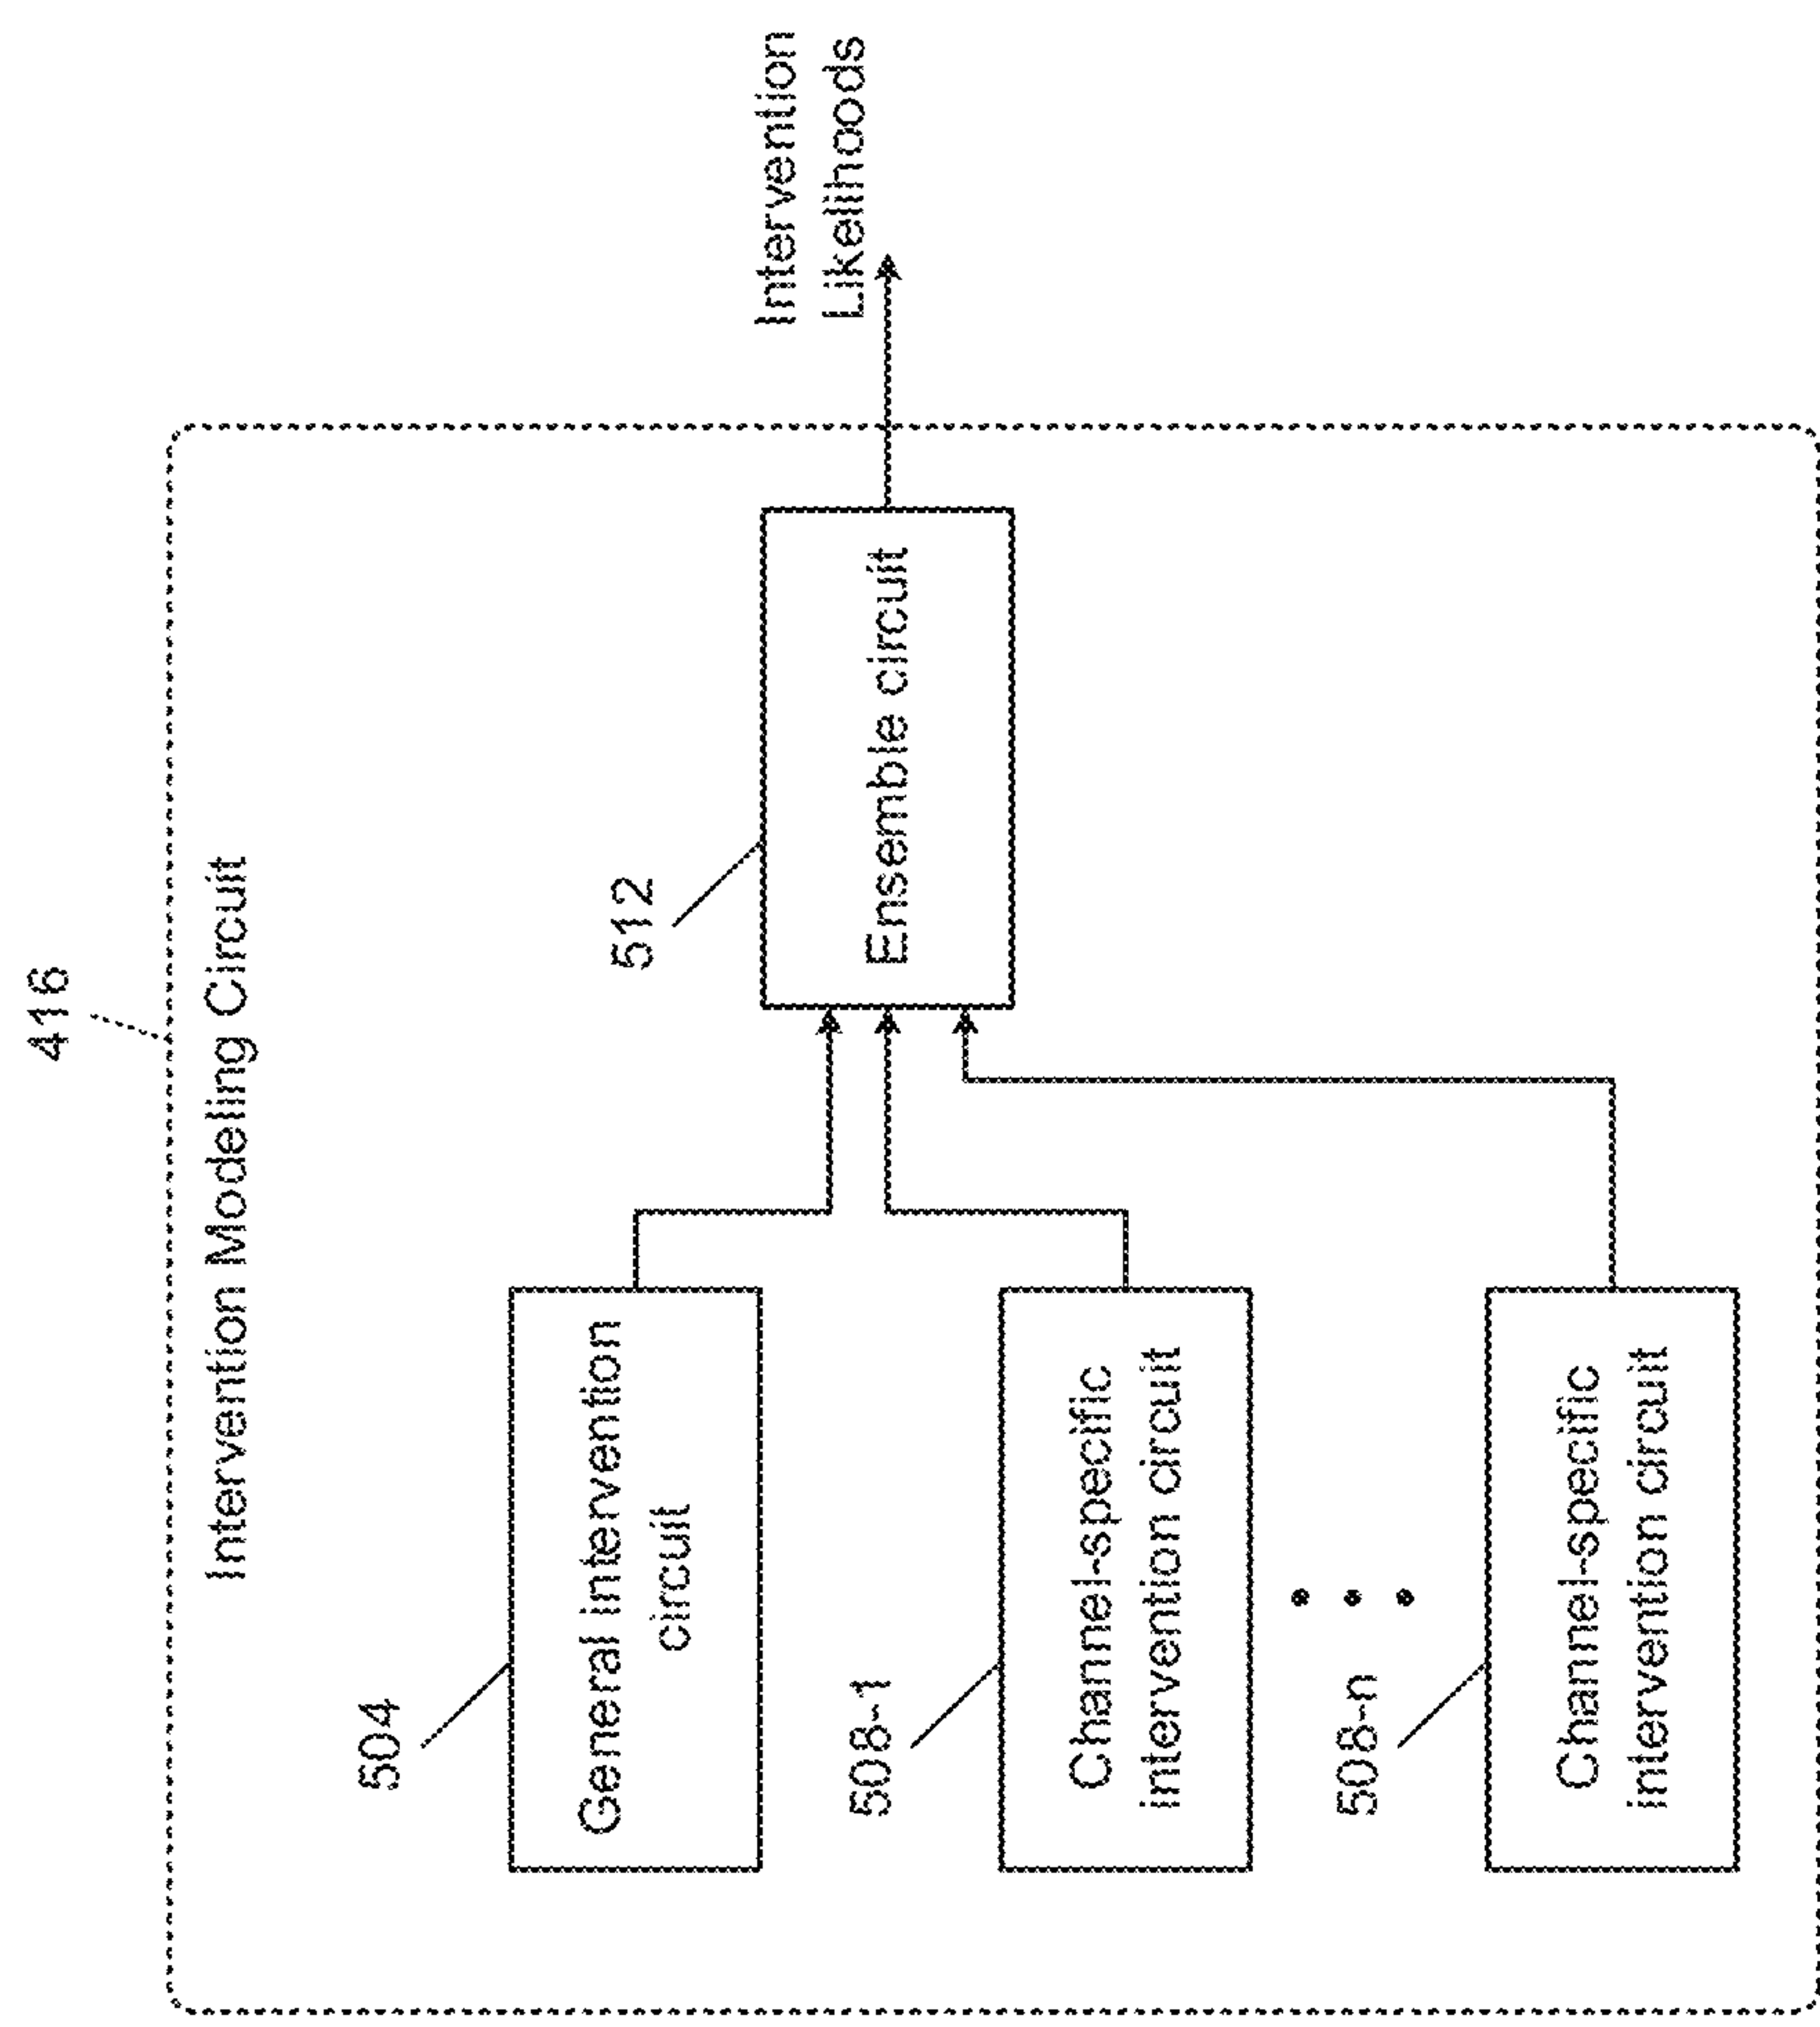 416
Intervention Modeling Circuit
504
General intervention
circuit
508-1
Channel-specific
intervention circuit
508-n
Channel-specific
intervention circuit
512
Ensemble circuit
Intervention
Likelihoods